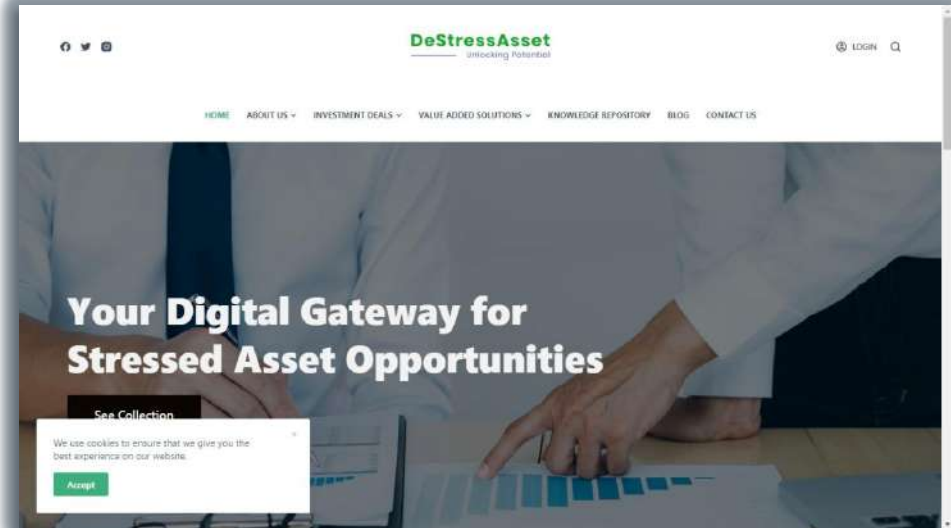 DeStressAsset
Unlocking Potential
LOGIN
HOME ABOUT US INVESTMENT DEALS VALUE ADDED SOLUTIONS KNOWLEDGE REPOSITORY BLOG CONTACT US
Your Digital Gateway for
Stressed Asset Opportunities
See Collection
We use cookies to ensure that we give you the
best experience on our website.
Accept